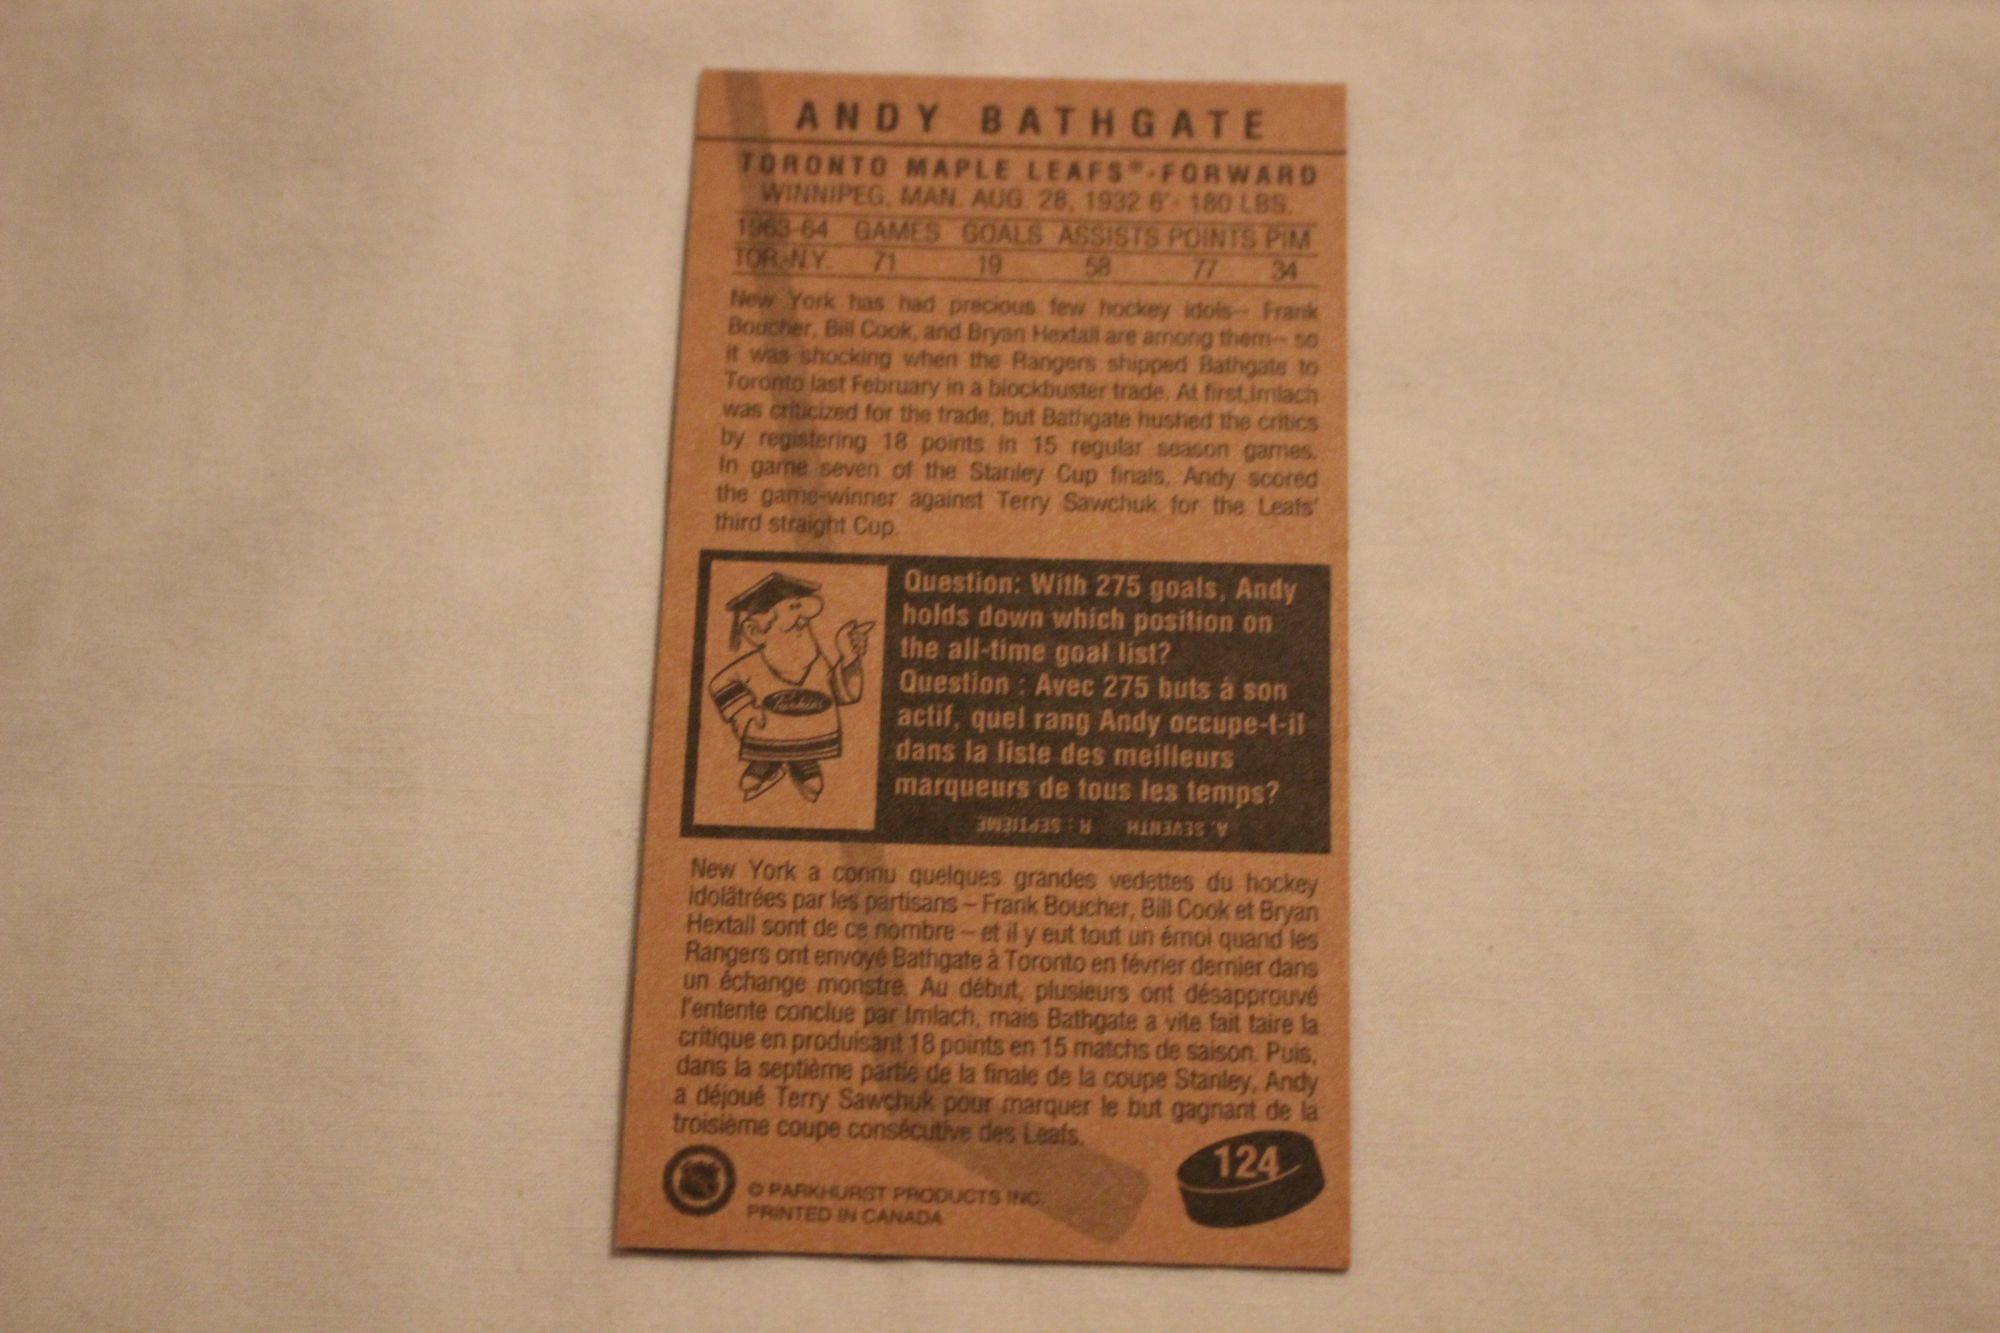 ANDY BATHGATE
TORONTO MAPLE LEAFS®-FORWARD
WINNIPEG, MAN. AUG. 28, 1932 6'- 180 LBS.
1963-64 GAMES GOALS ASSISTS POINTS PIM
TOR-N.Y. 71 19 58 77 34
New York has had precious few hockey idols-- Frank
Boucher, Bill Cook, and Bryan Hextall are among them-- so
it was shocking when the Rangers shipped Bathgate to
Toronto last February in a blockbuster trade. At first,Imlach
was criticized for the trade, but Bathgate hushed the critics
by registering 18 points in 15 regular season games.
In game seven of the Stanley Cup finals, Andy scored
the game-winner against Terry Sawchuk for the Leafs'
third straight Cup.
Parkies
Question: With 275 goals, Andy
holds down which position on
the all-time goal list?
Question : Avec 275 buts à son
actif, quel rang Andy occupe-t-il
dans la liste des meilleurs
marqueurs de tous les temps?
A. SEVENTH R : SEPTIEME
New York a connu quelques grandes vedettes du hockey
idolâtrées par les partisans – Frank Boucher, Bill Cook et Bryan
Hextall sont de ce nombre – et il y eut tout un émoi quand les
Rangers ont envoyé Bathgate à Toronto en février dernier dans
un échange monstre. Au début, plusieurs ont désapprouvé
l'entente conclue par Imlach, mais Bathgate a vite fait taire la
critique en produisant 18 points en 15 matchs de saison. Puis,
dans la septième partie de la finale de la coupe Stanley, Andy
a déjoué Terry Sawchuk pour marquer le but gagnant de la
troisième coupe consécutive des Leafs.
124
© PARKHURST PRODUCTS INC.
PRINTED IN CANADA